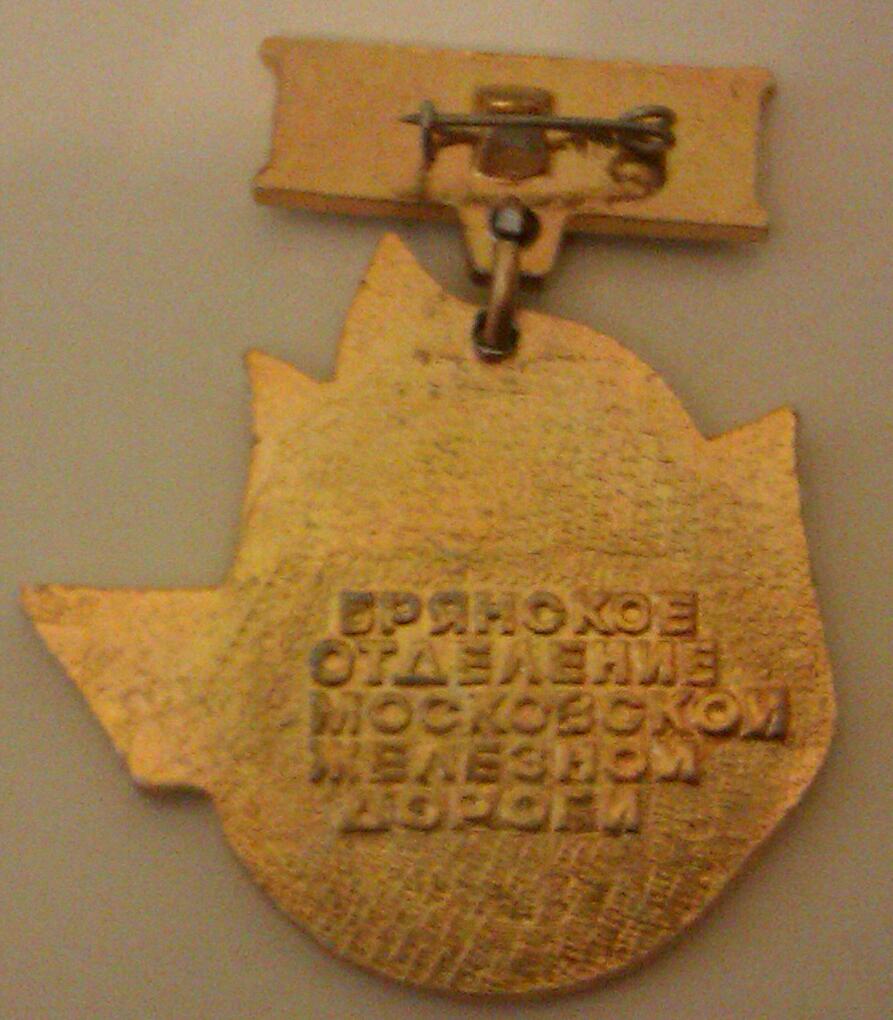 БРЯНСКОЕ
ОТДЕЛЕНИЕ
МОСКОВСКОЙ
ЖЕЛЕЗНОЙ
ДОРОГИ